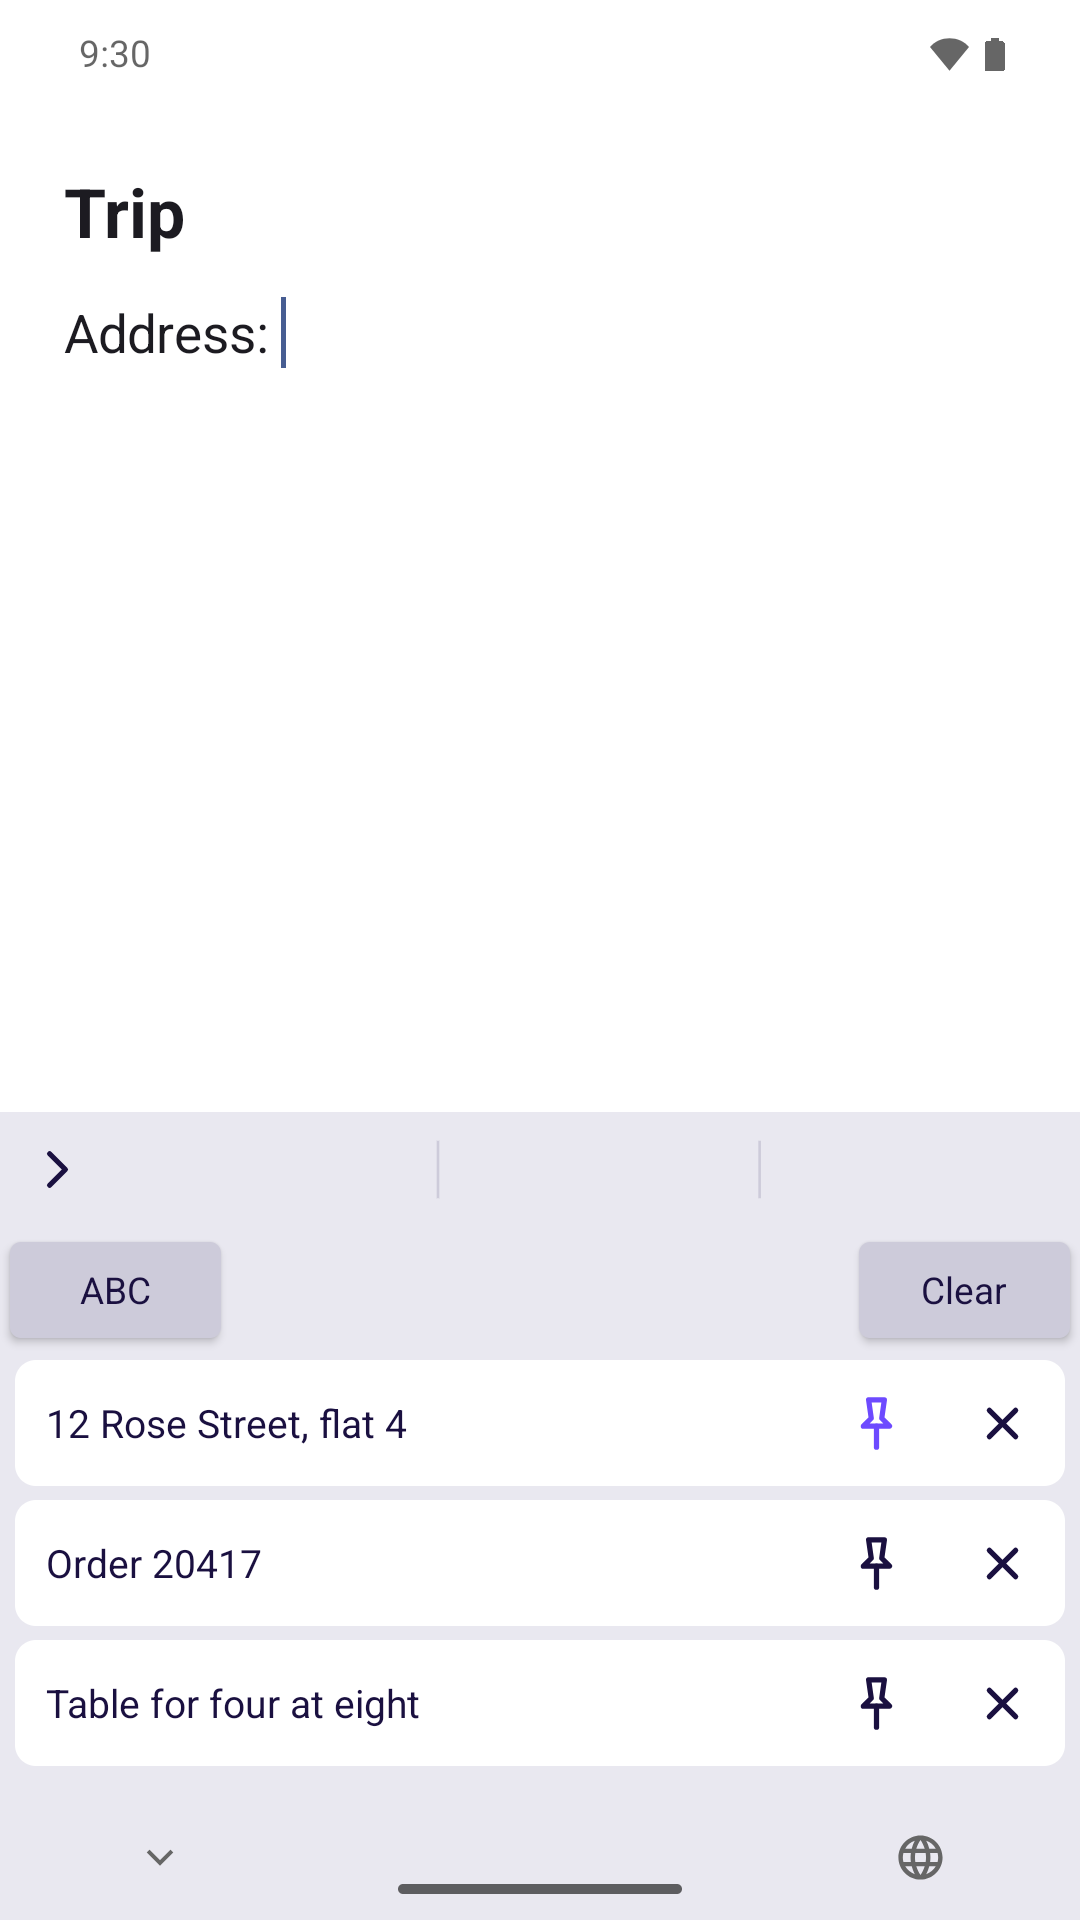 9:30
Trip
Address:
ABC
Clear
12 Rose Street, flat 4
Order 20417
Table for four at eight